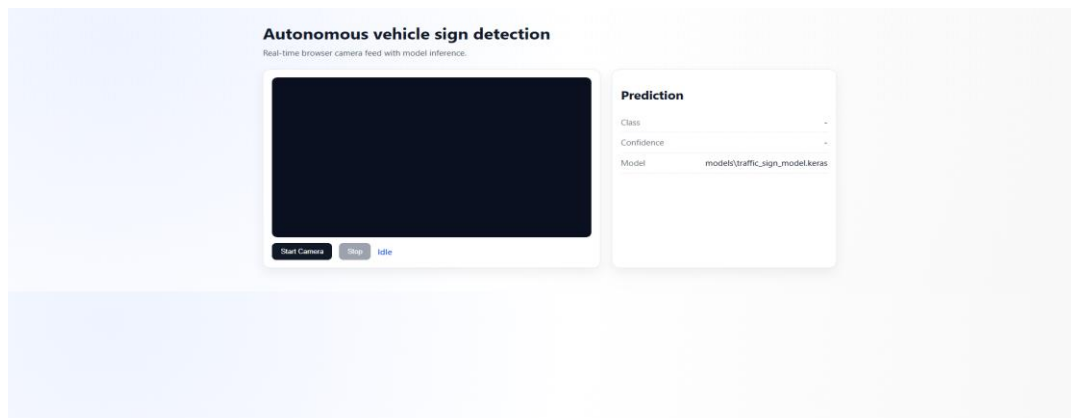 Autonomous vehicle sign detection
Real-time browser camera feed with model inference.
Prediction
Class -
Confidence -
Model models\traffic_sign_model.keras
Start Camera Stop Idle